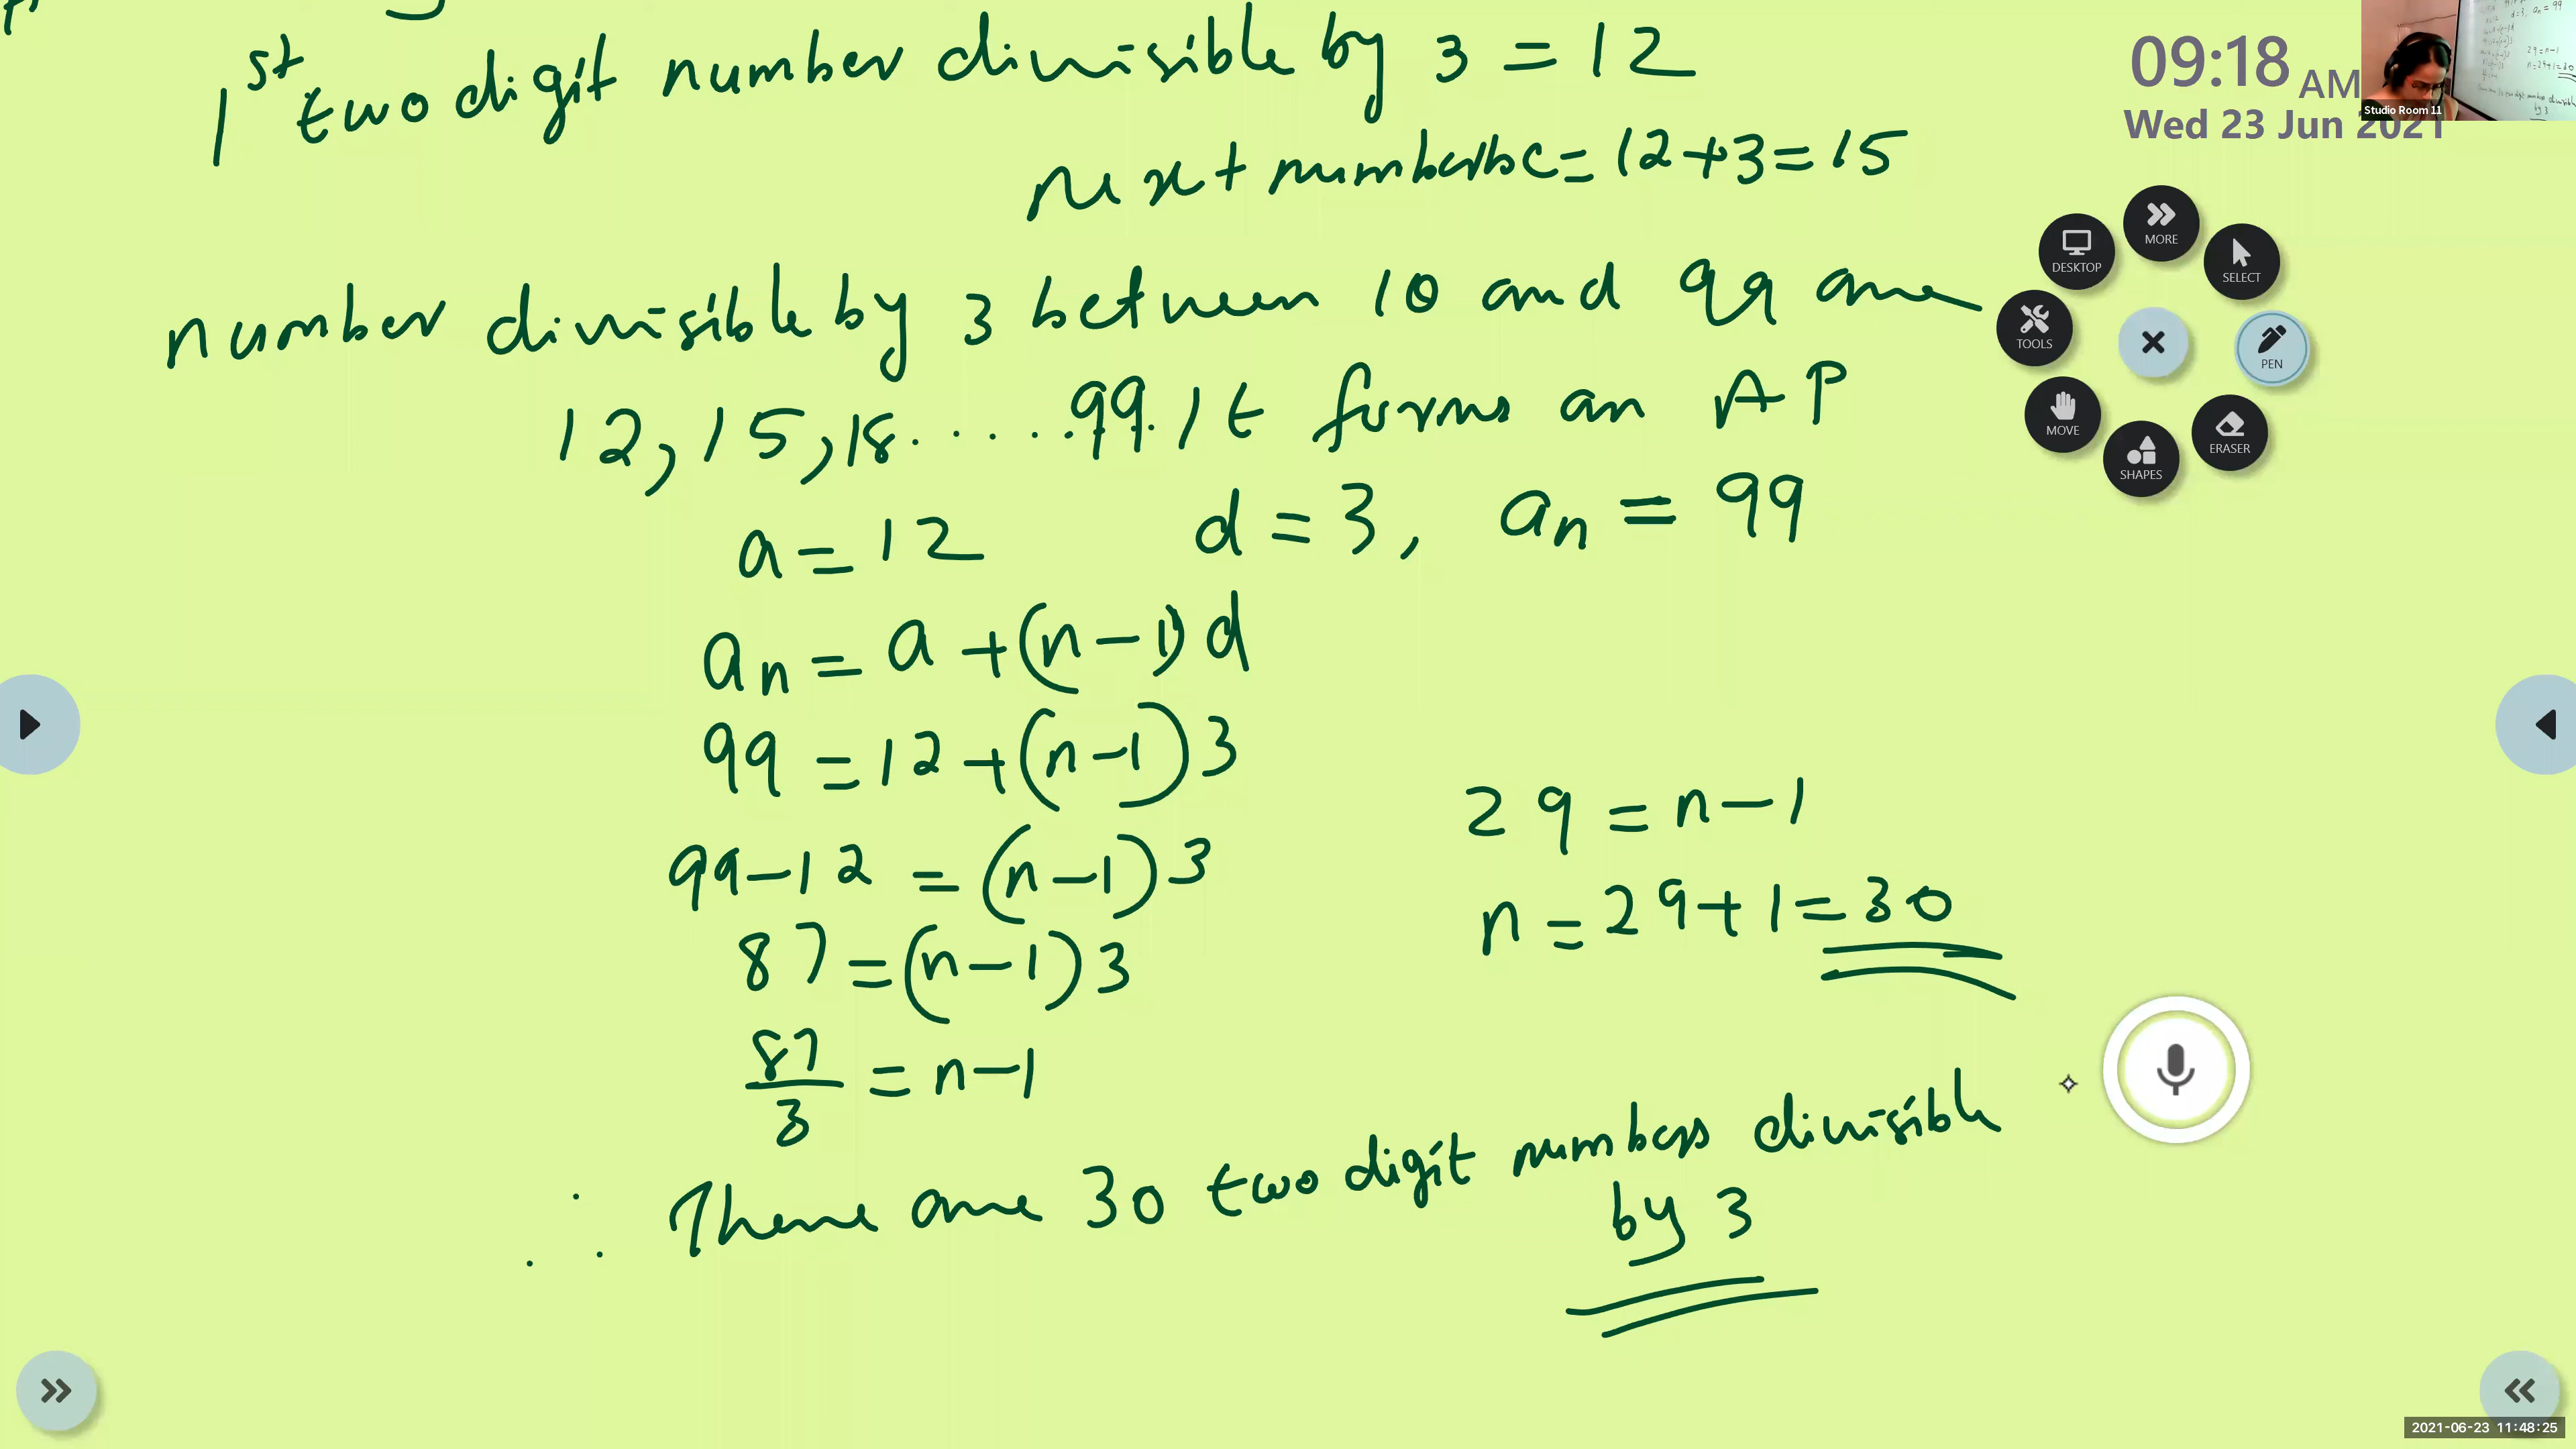 1st two digit number divisible by 3 = 12
09:18 AM
Wed 23 Jun 2021
Studio Room 11
next number = 12+3=15
number divisible by 3 between 10 and 99 are
12, 15, 18 ........ 99. It forms an AP
a = 12 d = 3, an = 99
an = a + (n-1) d
99 = 12 + (n-1) 3
99-12 = (n-1) 3
87 = (n-1) 3
87/3 = n-1
29 = n-1
n = 29+1 = 30
∴ There are 30 two digit numbers divisible
by 3
MORE
DESKTOP
SELECT
TOOLS
PEN
MOVE
ERASER
SHAPES
2021-06-23 11:48:25